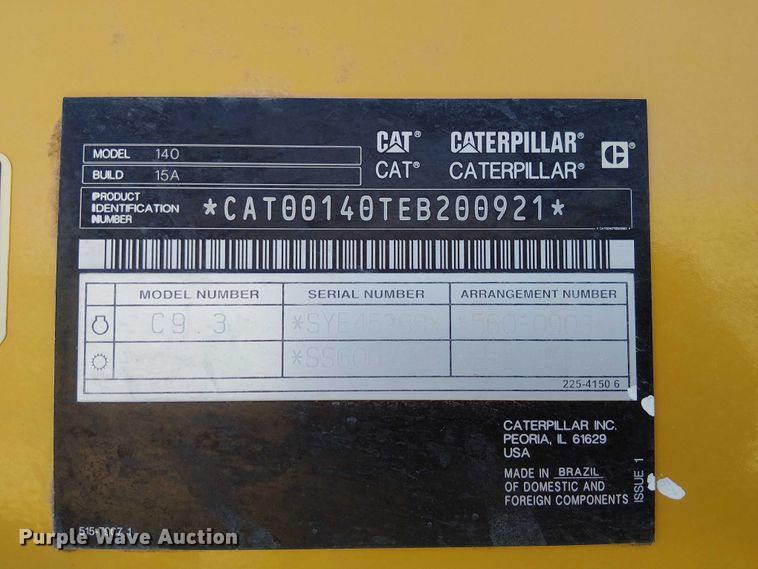 MODEL 140
BUILD 15A
CAT® CATERPILLAR®
CAT® CATERPILLAR®
PRODUCT IDENTIFICATION NUMBER
*CAT00140TEB200921*
MODEL NUMBER SERIAL NUMBER ARRANGEMENT NUMBER
C9.3
225-4150 6
CATERPILLAR INC.
PEORIA, IL 61629
USA
MADE IN BRAZIL
OF DOMESTIC AND
FOREIGN COMPONENTS
ISSUE 1
Purple Wave Auction